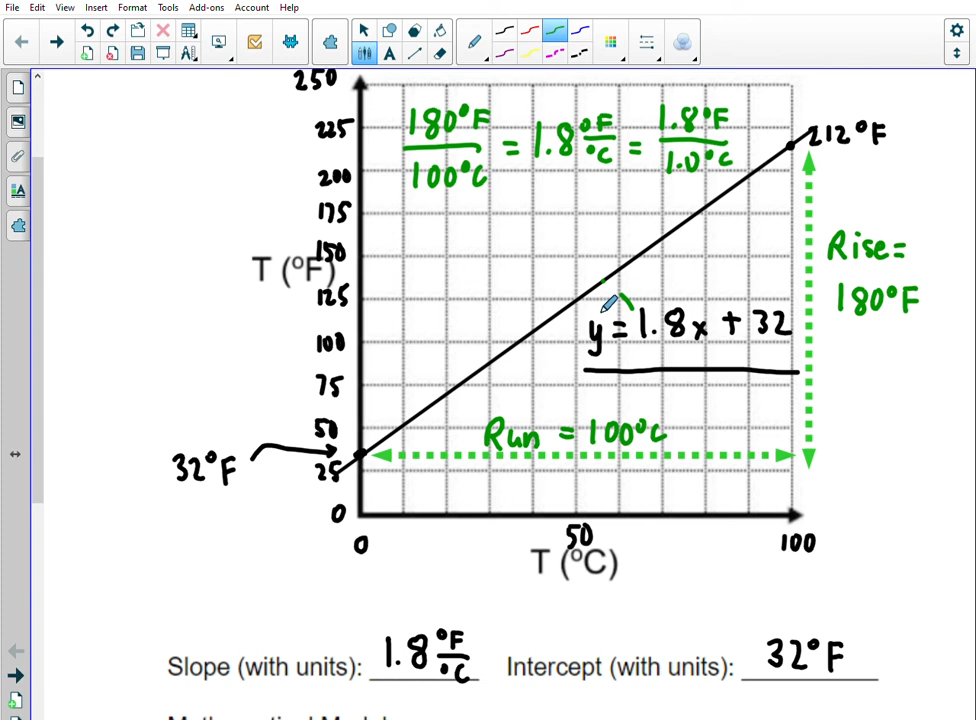 File Edit View Insert Format Tools Add-ons Account Help
250
225
200
175
150
125
100
75
50
25
0
T (°F)
180°F
100°C
= 1.8 °F
°C
= 1.8°F
1.0°C
212°F
Rise =
180°F
y = 1.8x + 32
Run = 100°C
32°F
0
50
100
T (°C)
Slope (with units): 1.8 °F
°C
Intercept (with units): 32°F